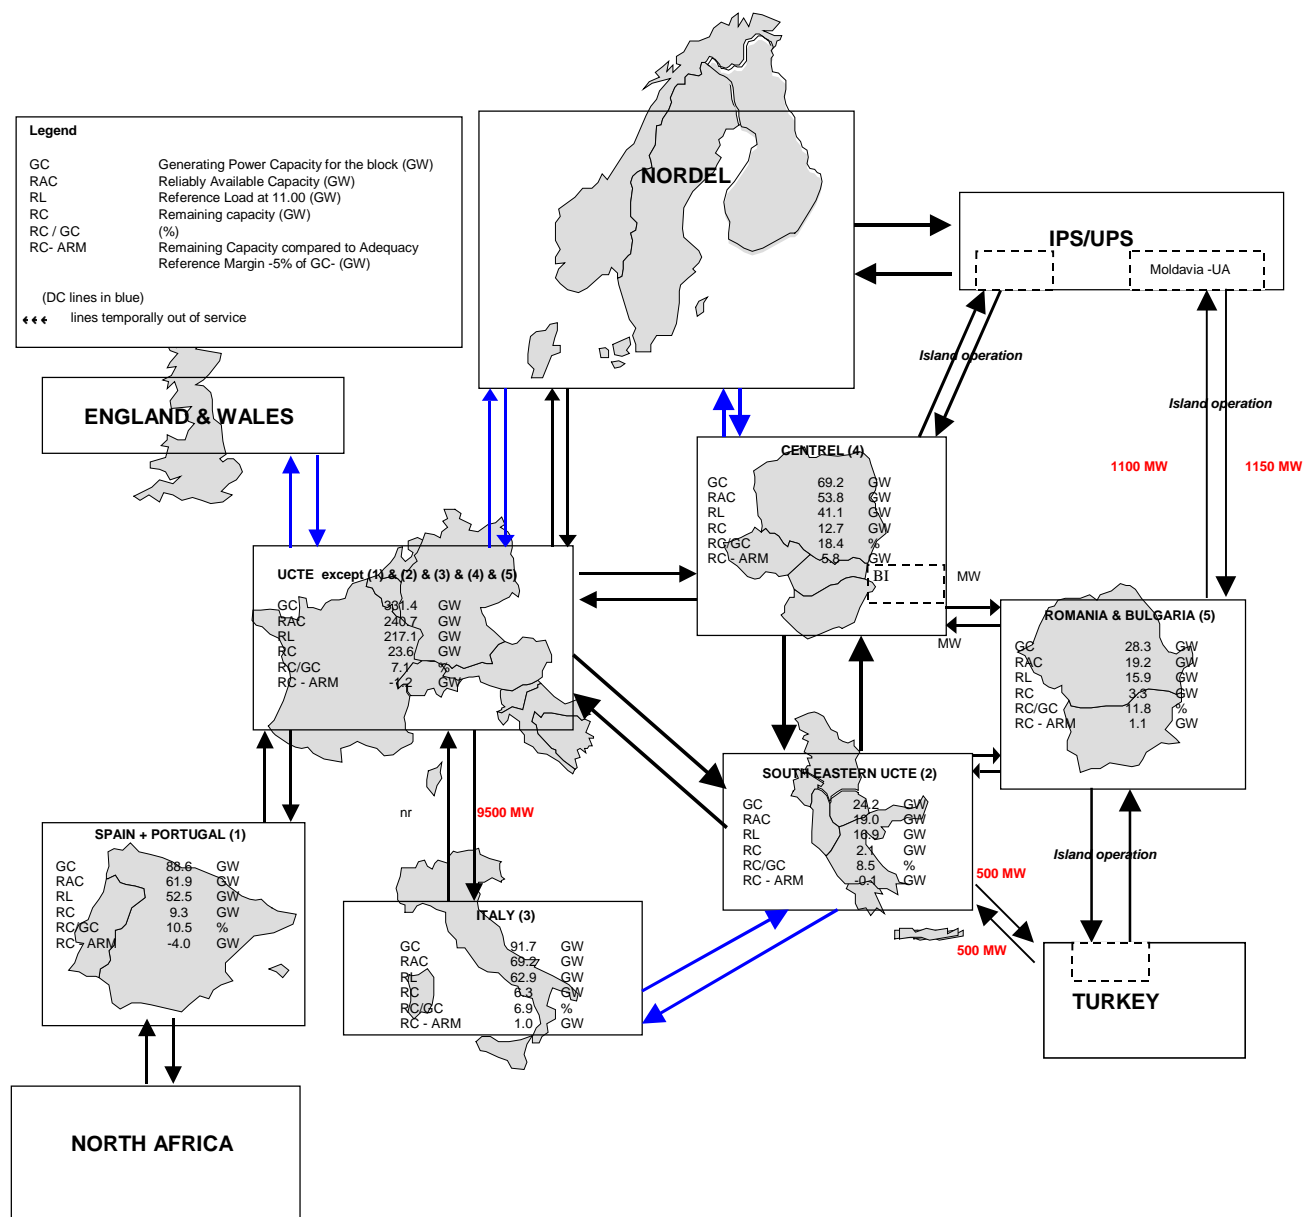 Legend
GC Generating Power Capacity for the block (GW)
RAC Reliably Available Capacity (GW)
RL Reference Load at 11.00 (GW)
RC Remaining capacity (GW)
RC / GC (%)
RC- ARM Remaining Capacity compared to Adequacy
Reference Margin -5% of GC- (GW)
(DC lines in blue)
lines temporally out of service
NORDEL
IPS/UPS
Moldavia -UA
Island operation
Island operation
ENGLAND & WALES
1100 MW
1150 MW
CENTREL (4)
GC 69.2 GW
RAC 53.8 GW
RL 41.1 GW
RC 12.7 GW
RC/GC 18.4 %
RC - ARM 5.8 GW
BI
MW
MW
UCTE except (1) & (2) & (3) & (4) & (5)
GC 331.4 GW
RAC 240.7 GW
RL 217.1 GW
RC 23.6 GW
RC/GC 7.1 %
RC - ARM -1.2 GW
ROMANIA & BULGARIA (5)
GC 28.3 GW
RAC 19.2 GW
RL 15.9 GW
RC 3.3 GW
RC/GC 11.8 %
RC - ARM 1.1 GW
SOUTH EASTERN UCTE (2)
GC 24.2 GW
RAC 19.0 GW
RL 16.9 GW
RC 2.1 GW
RC/GC 8.5 %
RC - ARM -0.1 GW
nr
9500 MW
SPAIN + PORTUGAL (1)
GC 88.6 GW
RAC 61.9 GW
RL 52.5 GW
RC 9.3 GW
RC/GC 10.5 %
RC - ARM -4.0 GW
Island operation
500 MW
500 MW
ITALY (3)
GC 91.7 GW
RAC 69.2 GW
RL 62.9 GW
RC 6.3 GW
RC/GC 6.9 %
RC - ARM 1.0 GW
TURKEY
NORTH AFRICA